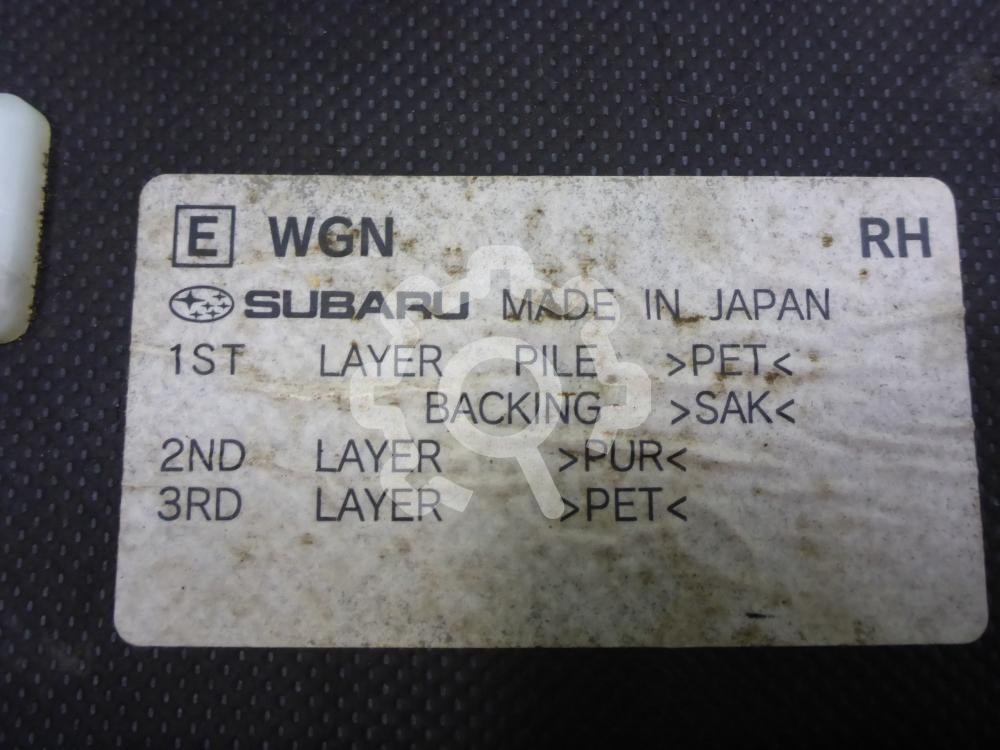 E WGN RH
SUBARU MADE IN JAPAN
1ST LAYER PILE >PET<
BACKING >SAK<
2ND LAYER >PUR<
3RD LAYER >PET<